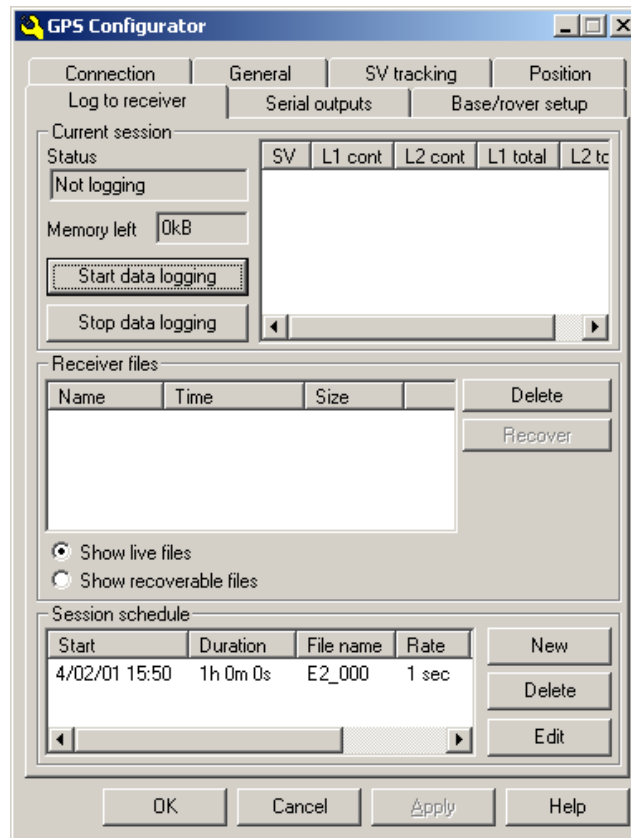 GPS Configurator
Connection General SV tracking Position
Log to receiver Serial outputs Base/rover setup
Current session
Status
SV L1 cont L2 cont L1 total L2 to
Not logging
Memory left 0kB
Start data logging
Stop data logging
Receiver files
Name Time Size
Delete
Recover
Show live files
Show recoverable files
Session schedule
Start Duration File name Rate
4/02/01 15:50 1h 0m 0s E2_000 1 sec
New
Delete
Edit
OK Cancel Apply Help